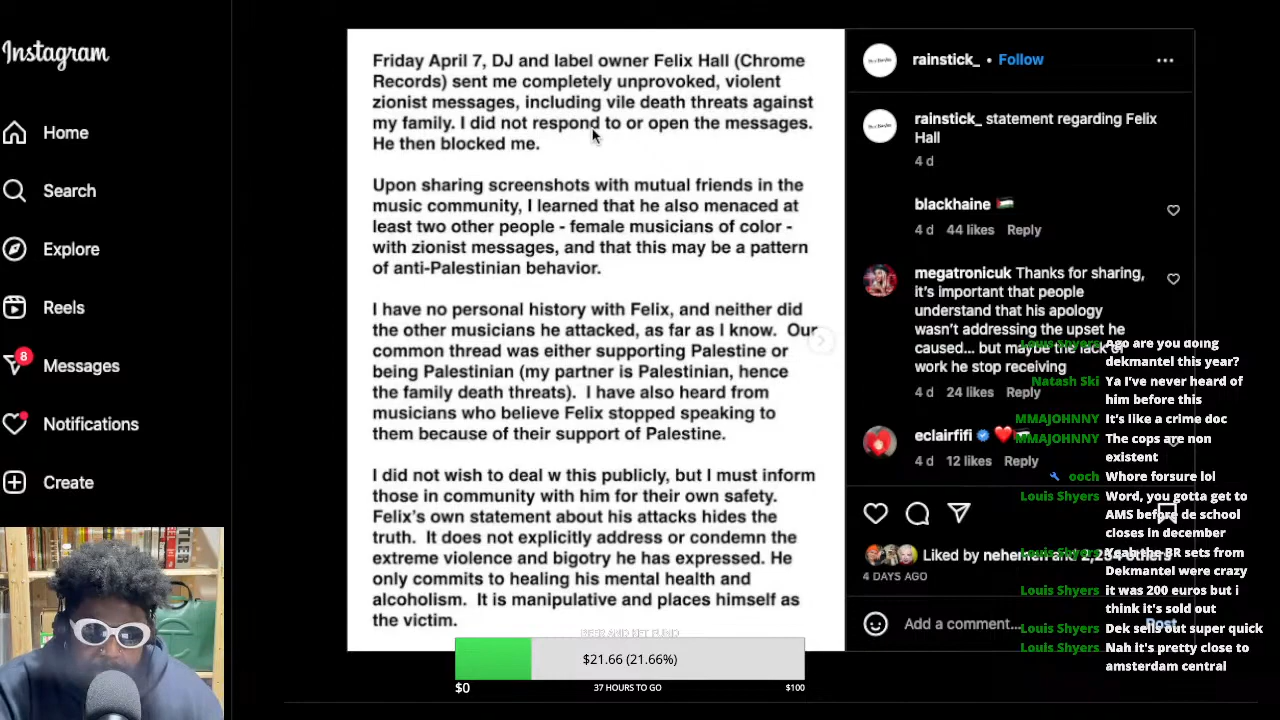 Instagram
Home
Search
Explore
Reels
8
Messages
Notifications
Create
Friday April 7, DJ and label owner Felix Hall (Chrome
Records) sent me completely unprovoked, violent
zionist messages, including vile death threats against
my family. I did not respond to or open the messages.
He then blocked me.
Upon sharing screenshots with mutual friends in the
music community, I learned that he also menaced at
least two other people - female musicians of color -
with zionist messages, and that this may be a pattern
of anti-Palestinian behavior.
I have no personal history with Felix, and neither did
the other musicians he attacked, as far as I know. Our
common thread was either supporting Palestine or
being Palestinian (my partner is Palestinian, hence
the family death threats). I have also heard from
musicians who believe Felix stopped speaking to
them because of their support of Palestine.
I did not wish to deal w this publicly, but I must inform
those in community with him for their own safety.
Felix's own statement about his attacks hides the
truth. It does not explicitly address or condemn the
extreme violence and bigotry he has expressed. He
only commits to healing his mental health and
alcoholism. It is manipulative and places himself as
the victim.
rainstick_ • Follow
rainstick_ statement regarding Felix
Hall
4 d
blackhaine
4 d 44 likes Reply
megatronicuk Thanks for sharing,
it's important that people
understand that his apology
wasn't addressing the upset he
caused... but maybe the lack of
work he stop receiving
4 d 24 likes Reply
eclairfifi
4 d 12 likes Reply
Liked by nehemen and
4 DAYS AGO
Add a comment...
Post
Louis Shyers Ago are you doing
dekmantel this year?
Natash Ski Ya I've never heard of
him before this
MMAJOHNNY It's like a crime doc
MMAJOHNNY The cops are non
existent
ooch Whore forsure lol
Louis Shyers Word, you gotta get to
AMS before de school
closes in december
Louis Shyers BR sets from
Dekmantel were crazy
Louis Shyers it was 200 euros but i
think it's sold out
Louis Shyers Dek sells out super quick
Louis Shyers Nah it's pretty close to
amsterdam central
$21.66 (21.66%)
$0
37 HOURS TO GO
$100